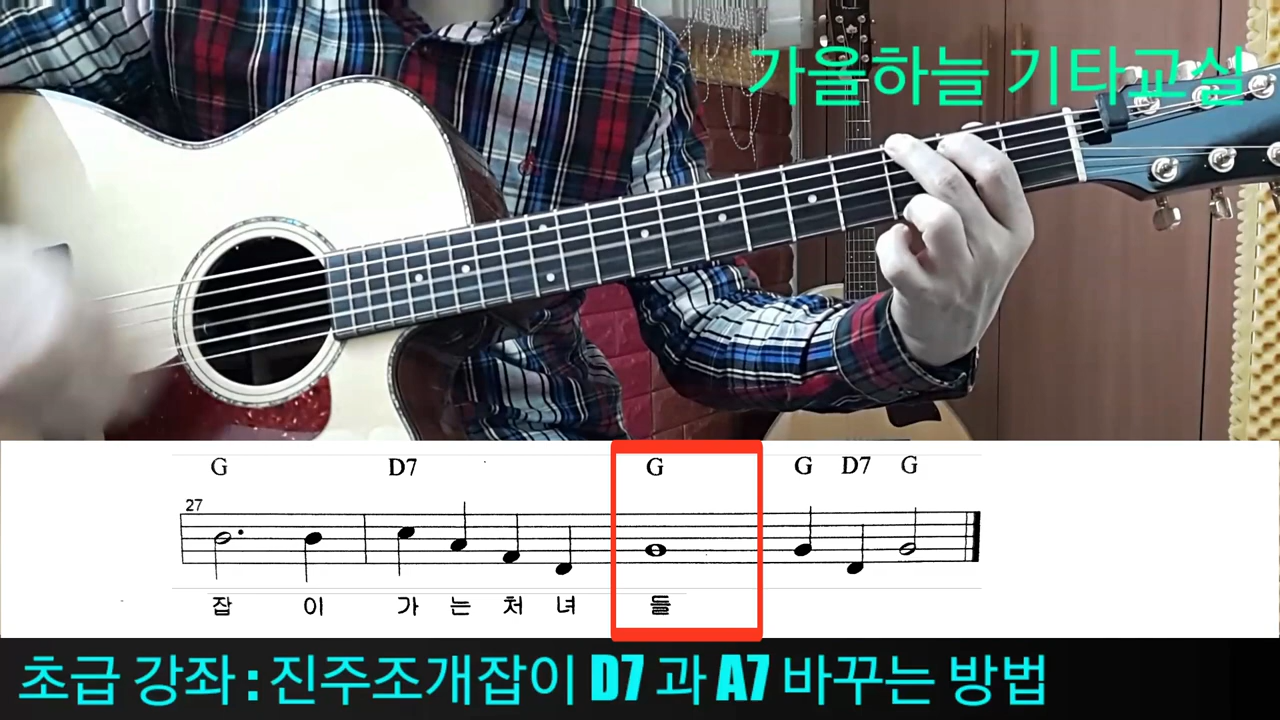 가을하늘 기타교실
G D7 G G D7 G
27
잡 이 가 는 처 녀 들
초급 강좌 : 진주조개잡이 D7 과 A7 바꾸는 방법